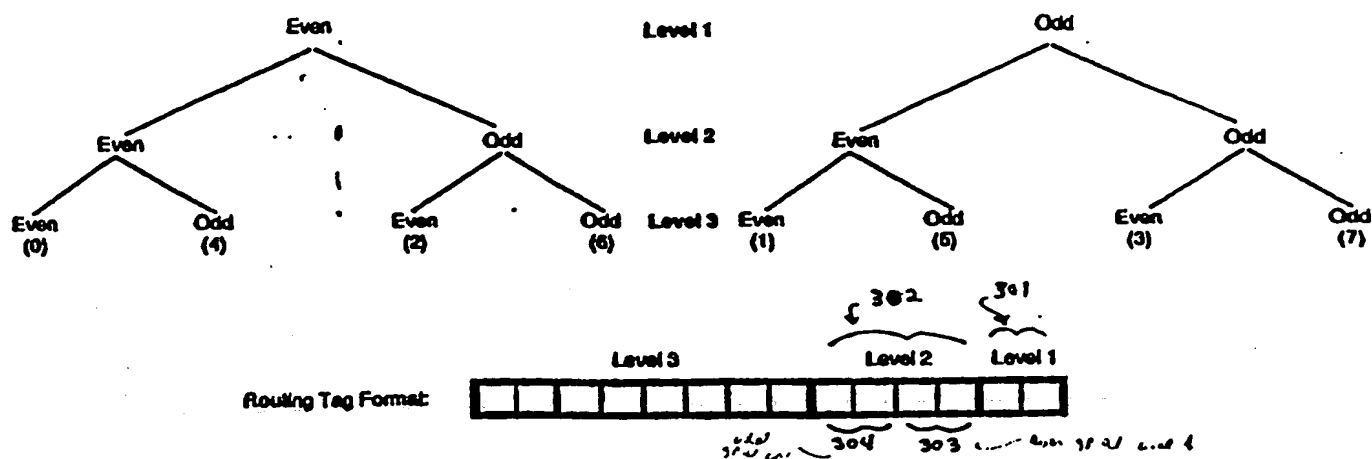 Even Level 1 Odd
Even Odd Level 2 Even Odd
Even Odd Even Odd Level 3 Even Odd Even Odd
(0) (4) (2) (6) (1) (5) (3) (7)
302 301
Level 3 Level 2 Level 1
Routing Tag Format:
304 303